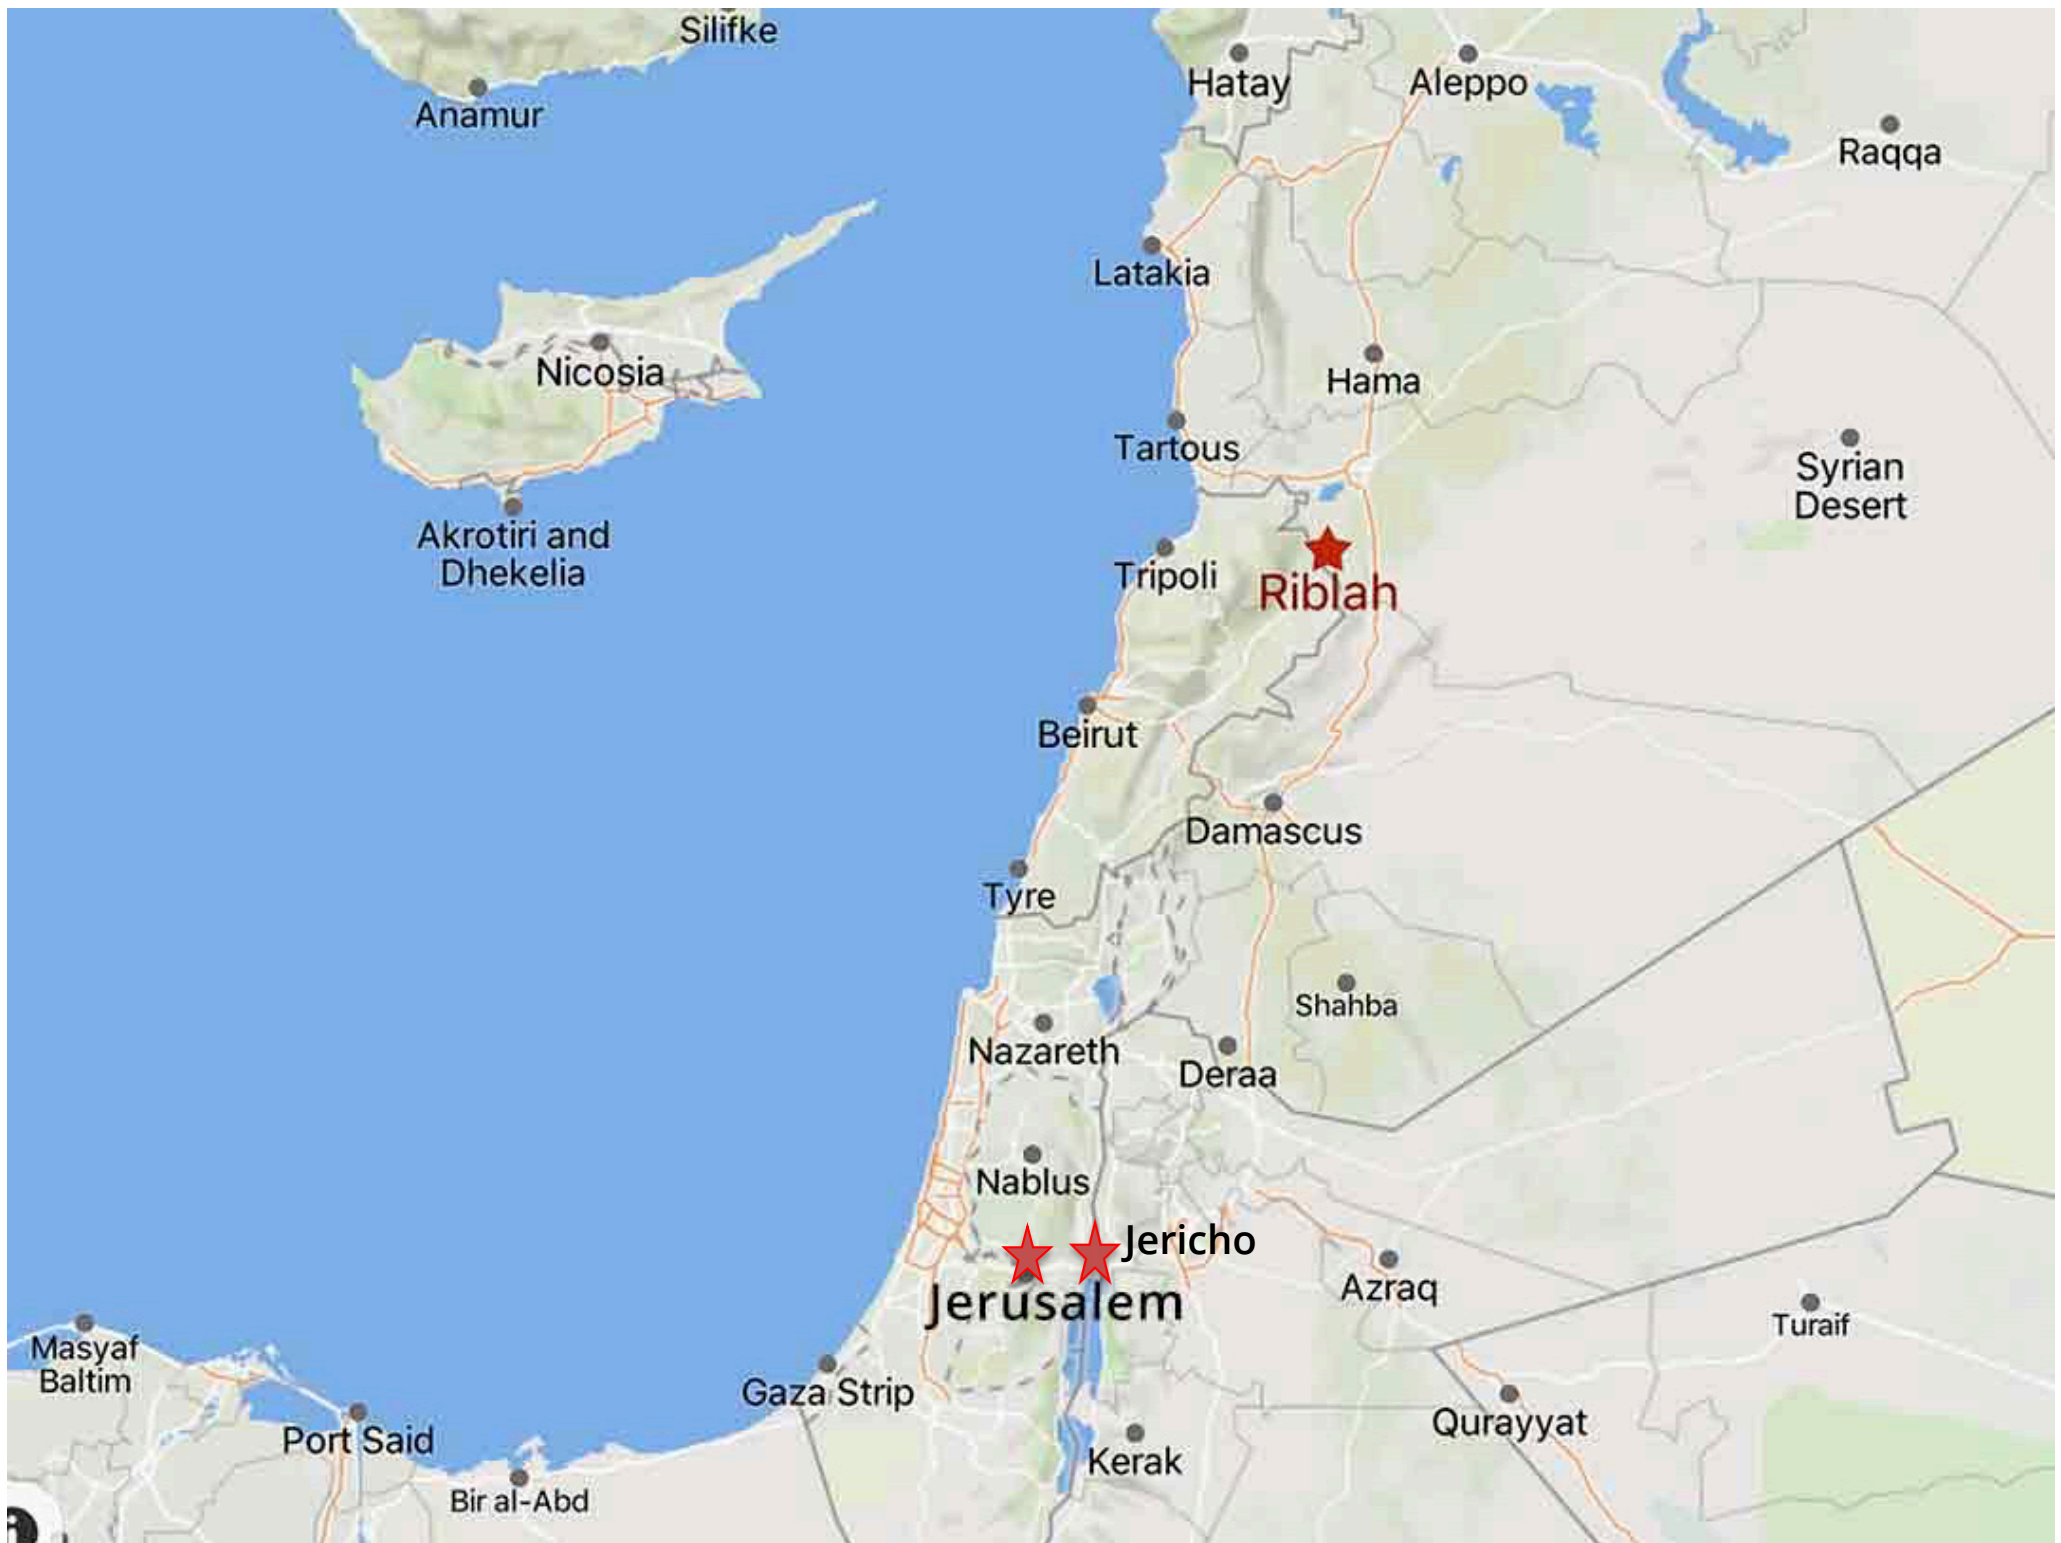 Silifke
Anamur
Hatay
Aleppo
Raqqa
Latakia
Nicosia
Hama
Tartous
Syrian
Desert
Akrotiri and
Dhekelia
Tripoli
Riblah
Beirut
Damascus
Tyre
Shahba
Nazareth
Deraa
Nablus
Jericho
Jerusalem
Azraq
Turaif
Masyaf
Baltim
Gaza Strip
Port Said
Qurayyat
Kerak
Bir al-Abd